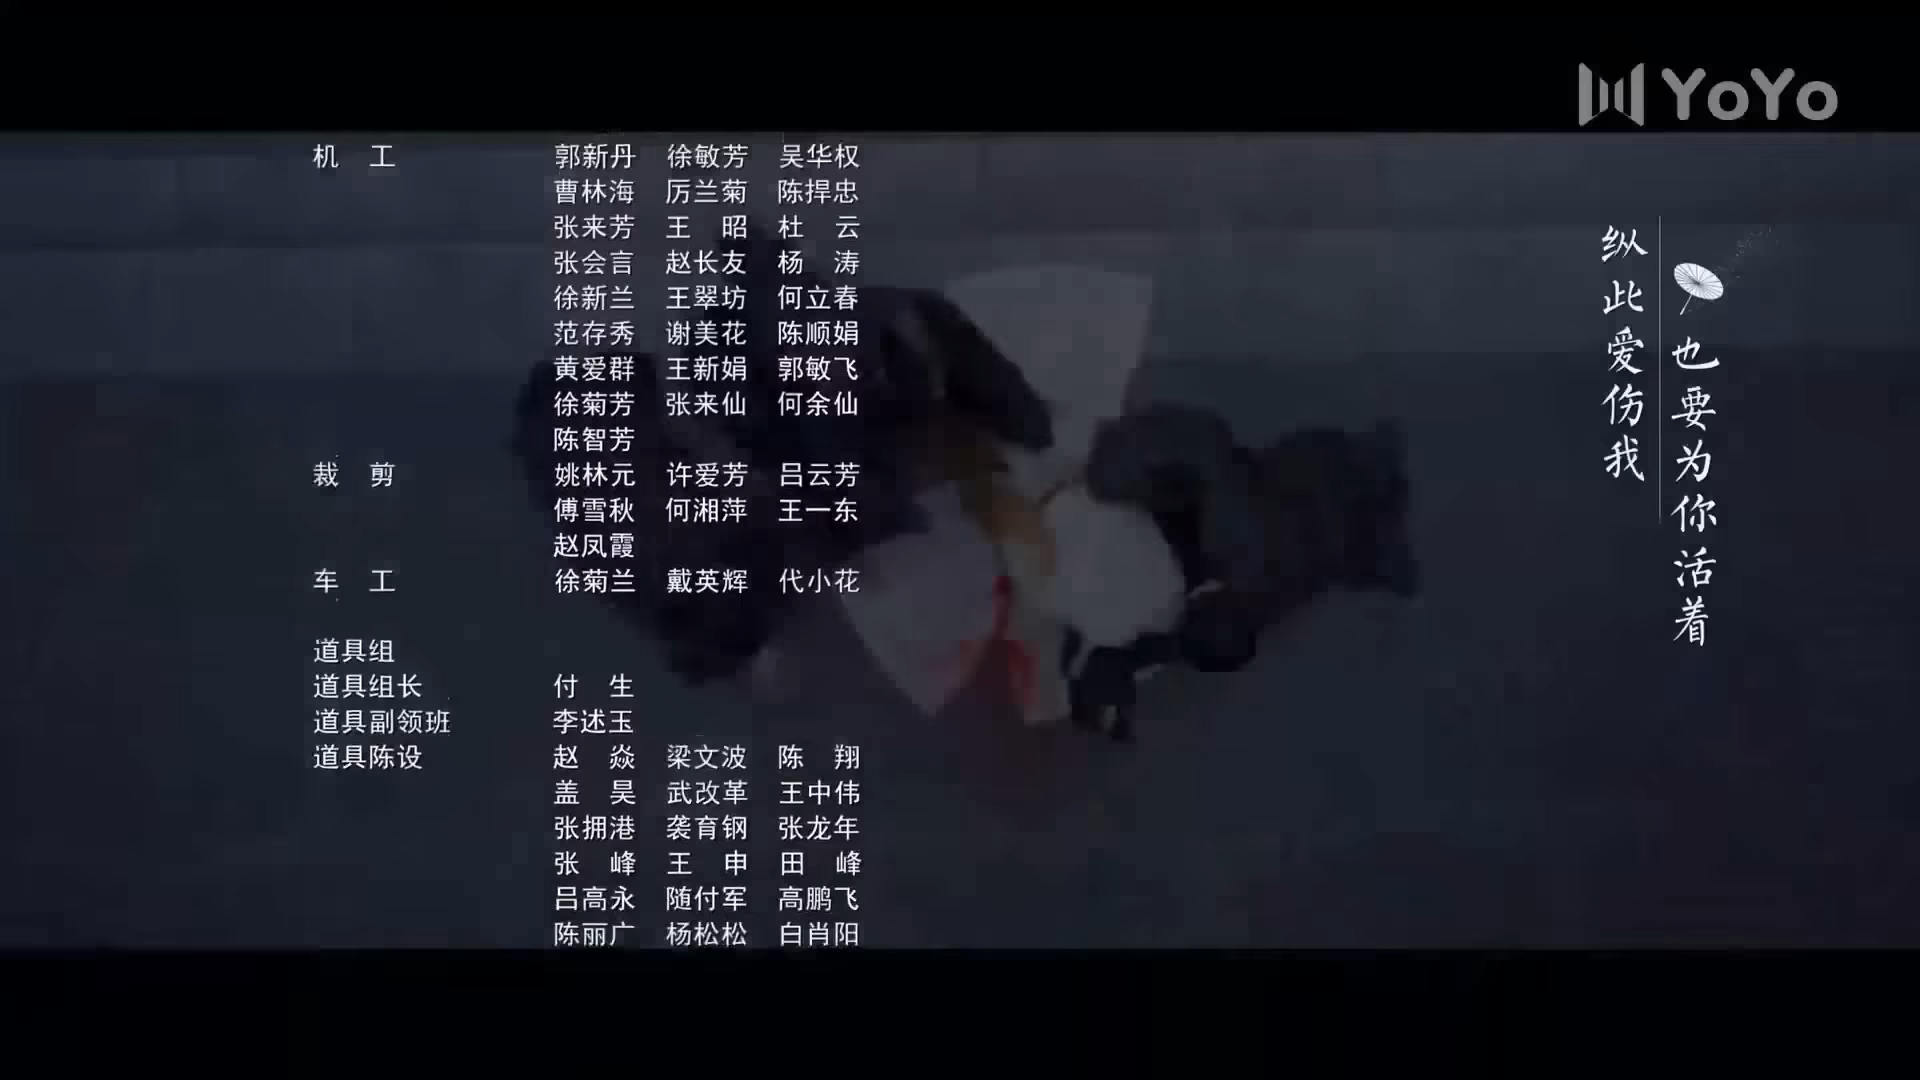 YoYo
机 工 郭新丹 徐敏芳 吴华权
曹林海 厉兰菊 陈捍忠
张来芳 王 昭 杜 云
张会言 赵长友 杨 涛
徐新兰 王翠坊 何立春
范存秀 谢美花 陈顺娟
黄爱群 王新娟 郭敏飞
徐菊芳 张来仙 何余仙
陈智芳
裁 剪 姚林元 许爱芳 吕云芳
傅雪秋 何湘萍 王一东
赵凤霞
车 工 徐菊兰 戴英辉 代小花
道具组
道具组长 付 生
道具副领班 李述玉
道具陈设 赵 焱 梁文波 陈 翔
盖 昊 武改革 王中伟
张拥港 袭育钢 张龙年
张 峰 王 申 田 峰
吕高永 随付军 高鹏飞
陈丽广 杨松松 白肖阳
纵此爱伤我
也要为你活着